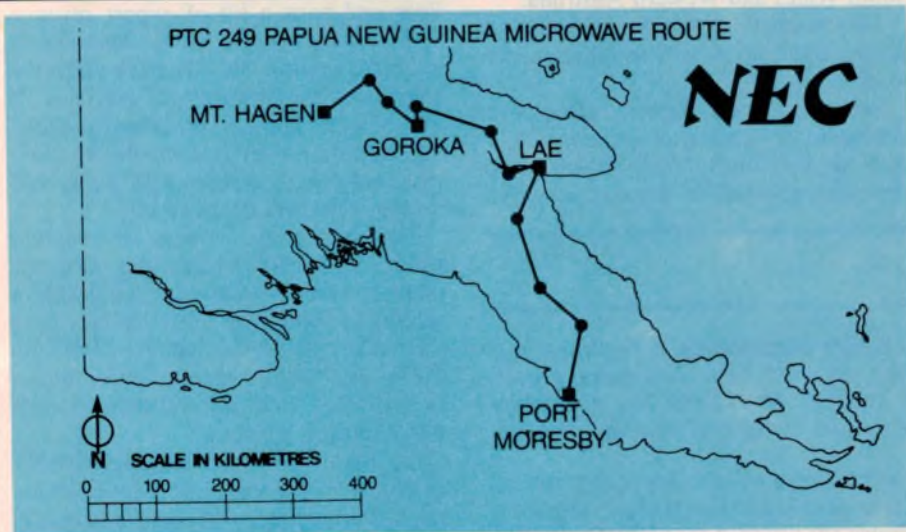 PTC 249 PAPUA NEW GUINEA MICROWAVE ROUTE
NEC
MT. HAGEN
GOROKA
LAE
PORT
MORESBY
N
SCALE IN KILOMETRES
0 100 200 300 400